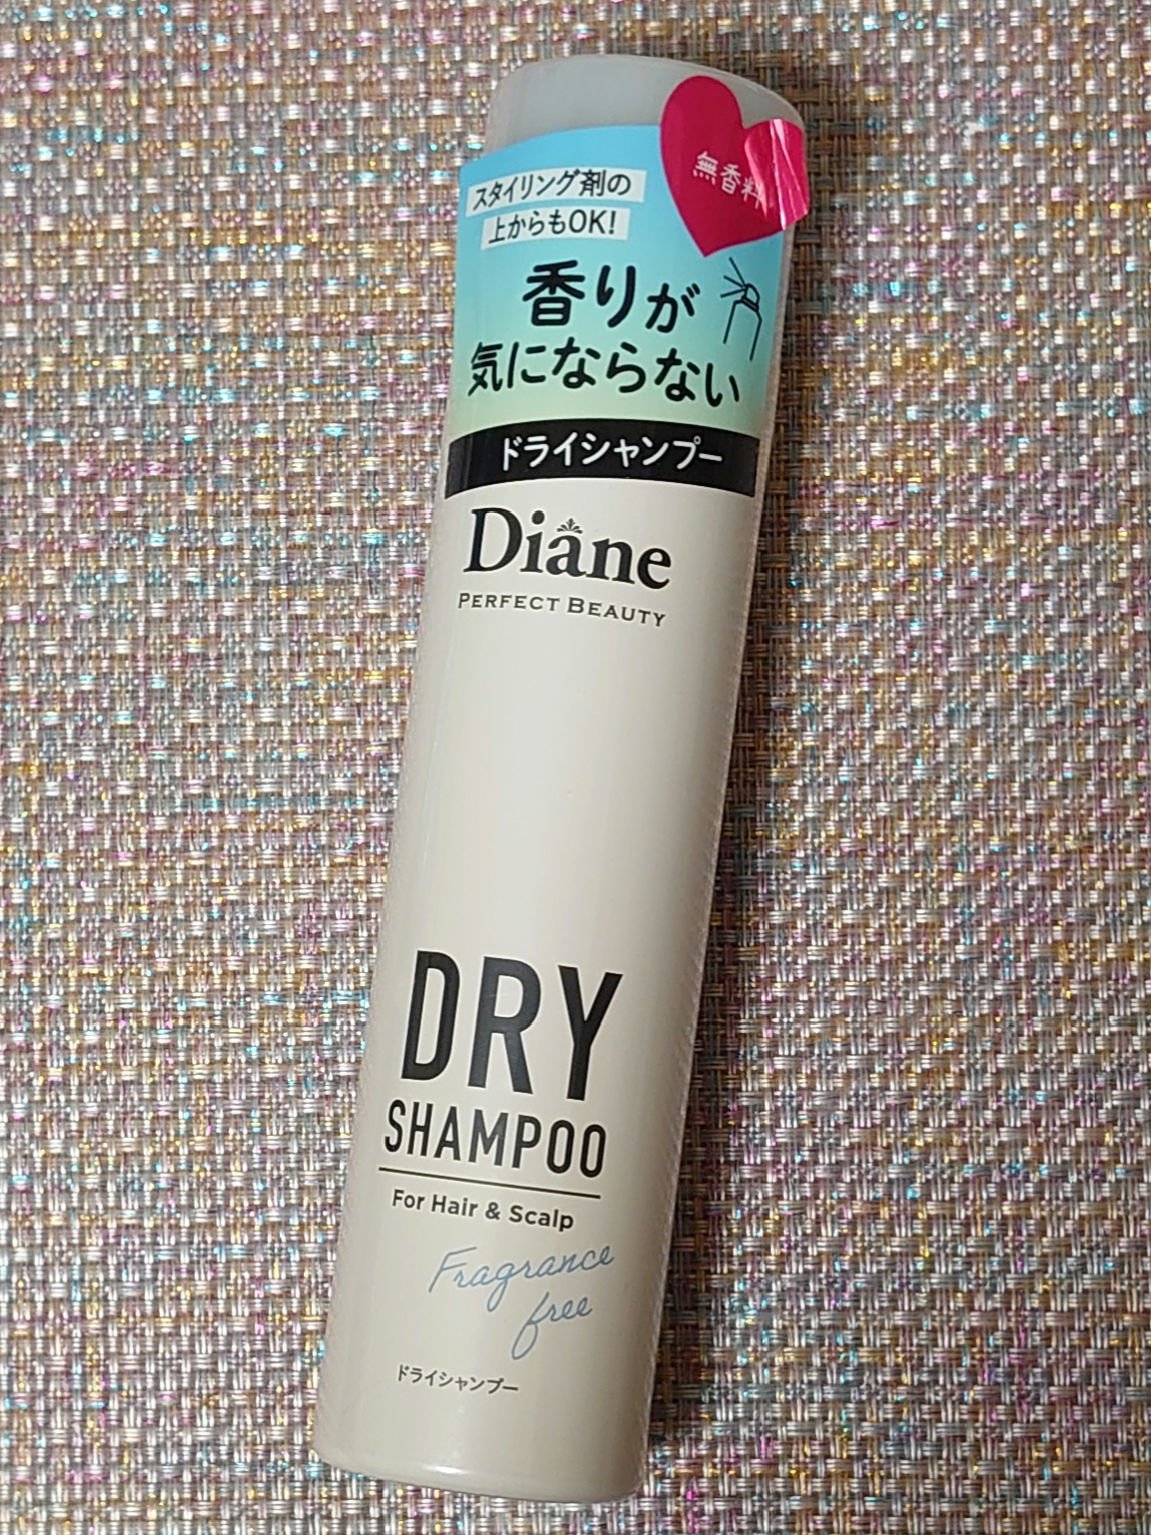 無香料
スタイリング剤の
上からもOK!
香りが
気にならない
ドライシャンプー
Diane
PERFECT BEAUTY
DRY
SHAMPOO
For Hair & Scalp
Fragrance
free
ドライシャンプー